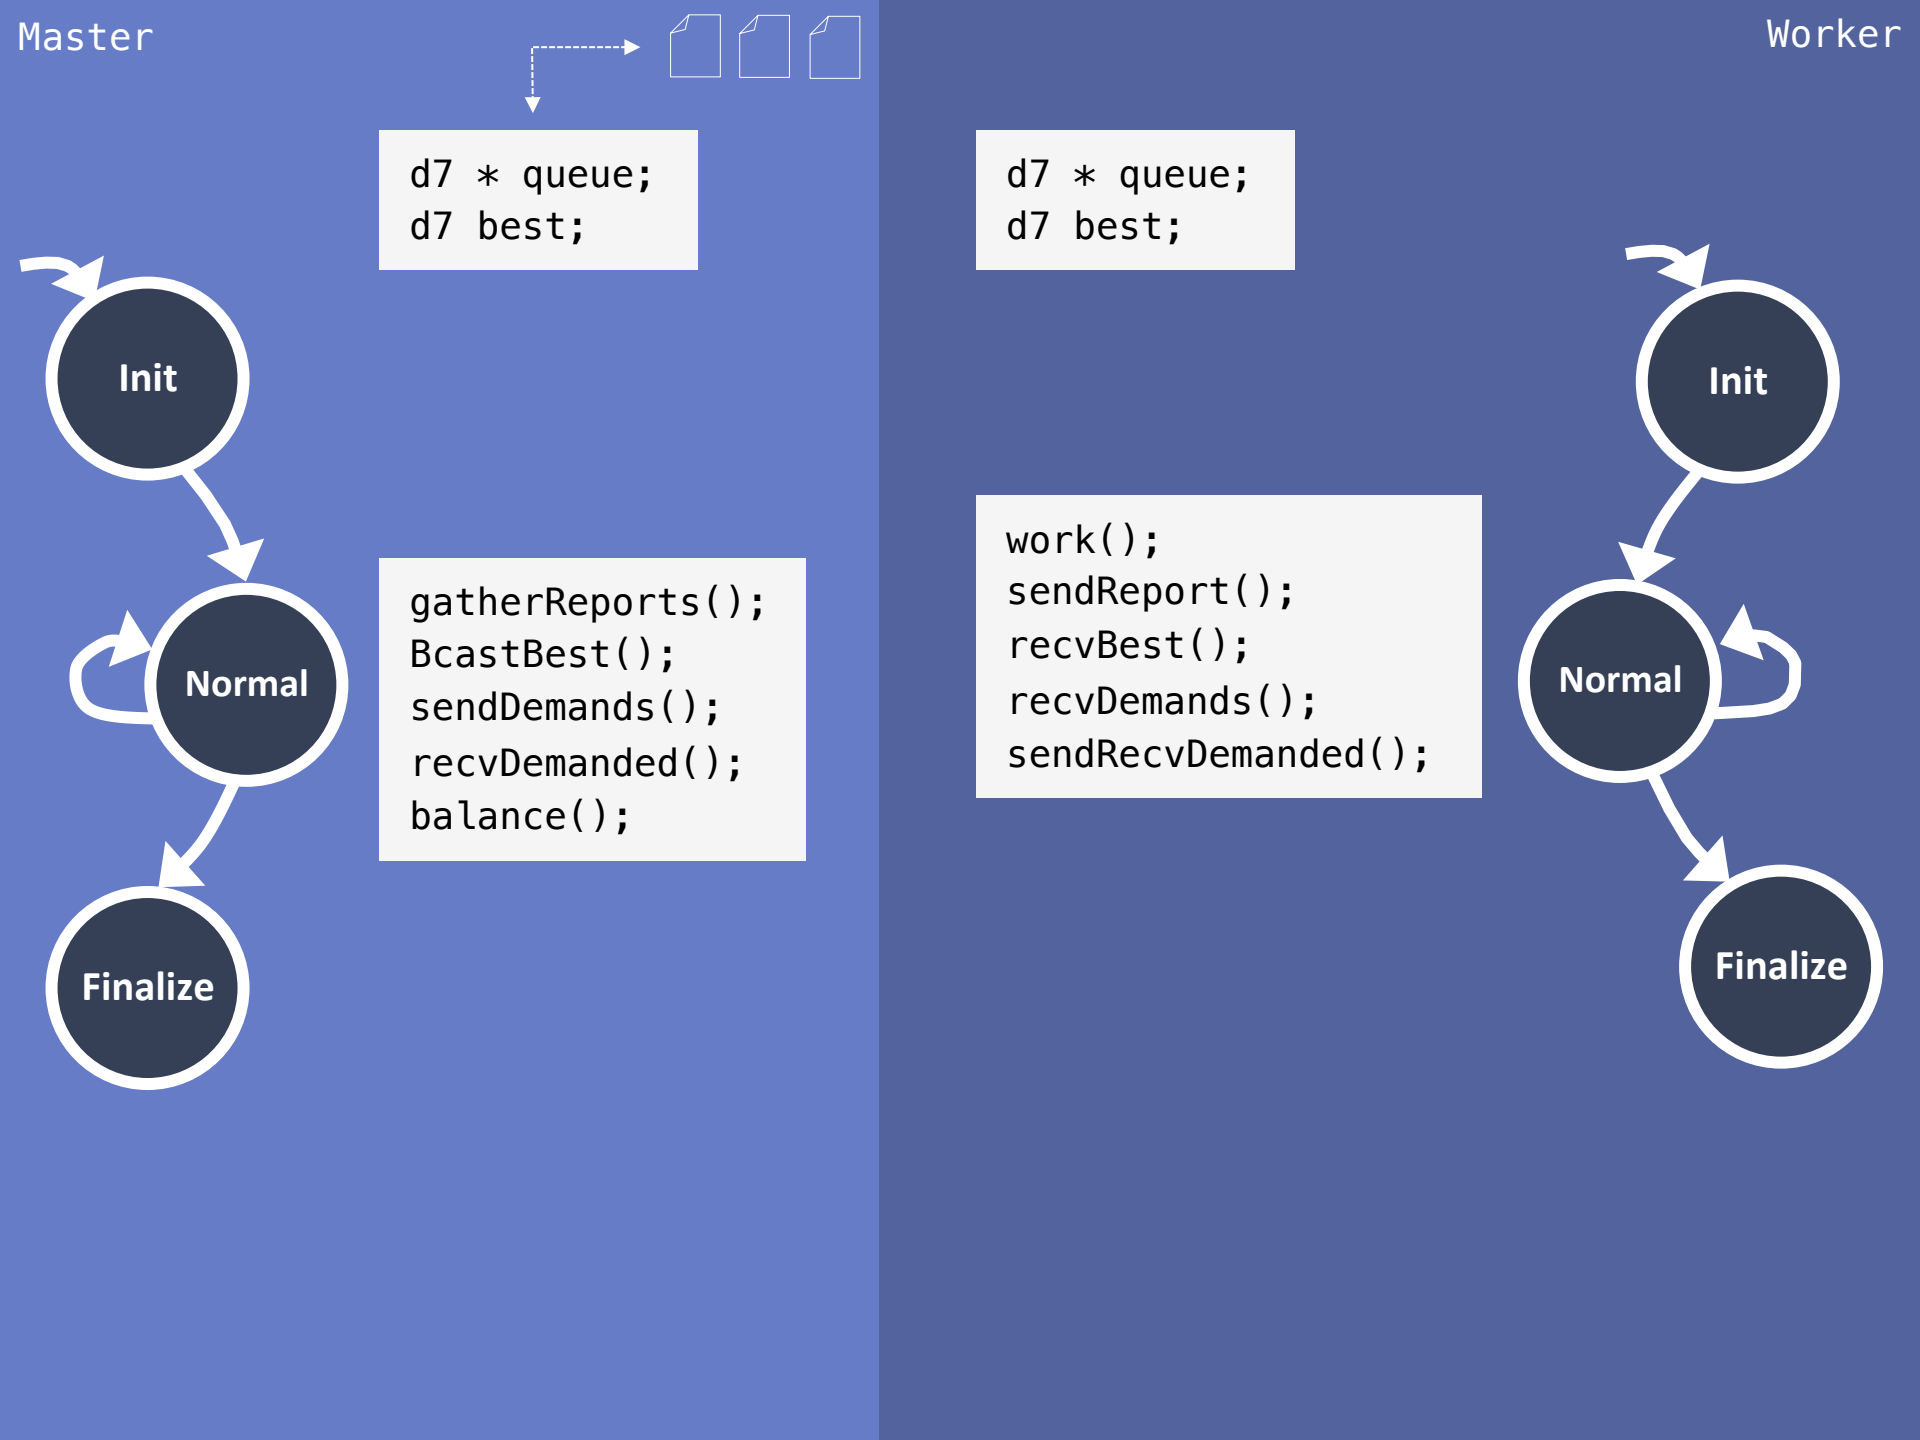 Master
d7 * queue;
d7 best;
Init
Normal
gatherReports();
BcastBest();
sendDemands();
recvDemanded();
balance();
Finalize
Worker
d7 * queue;
d7 best;
Init
work();
sendReport();
recvBest();
recvDemands();
sendRecvDemanded();
Normal
Finalize